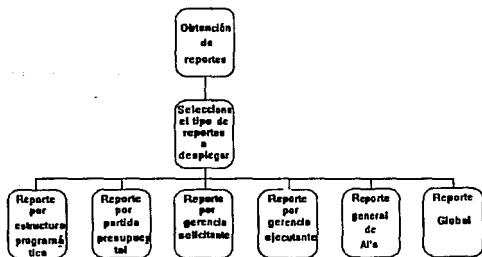 Obtención
de
reportes
Selecciona
el tipo de
reportes
a
desplegar
Reporte
por
estructura
programá
tica
Reporte
por
partida
presupues
tal
Reporte
por
gerencia
solicitante
Reporte
por
gerencia
ejecutante
Reporte
general
de
AI's
Reporte
Global